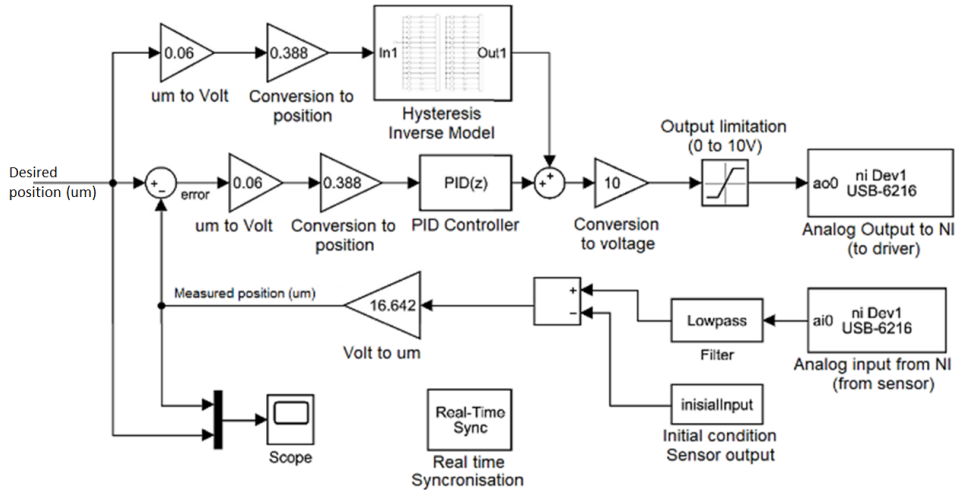 0.06
um to Volt
0.388
Conversion to
position
In1
Out1
Hysteresis
Inverse Model
Output limitation
(0 to 10V)
Desired
position (um)
+
−
error
0.06
um to Volt
0.388
Conversion to
position
PID(z)
PID Controller
+
+
10
Conversion
to voltage
ao0
ni Dev1
USB-6216
Analog Output to NI
(to driver)
Measured position (um)
16.642
Volt to um
+
−
Lowpass
Filter
ai0
ni Dev1
USB-6216
Analog input from NI
(from sensor)
inisialInput
Initial condition
Sensor output
Scope
Real-Time
Sync
Real time
Syncronisation